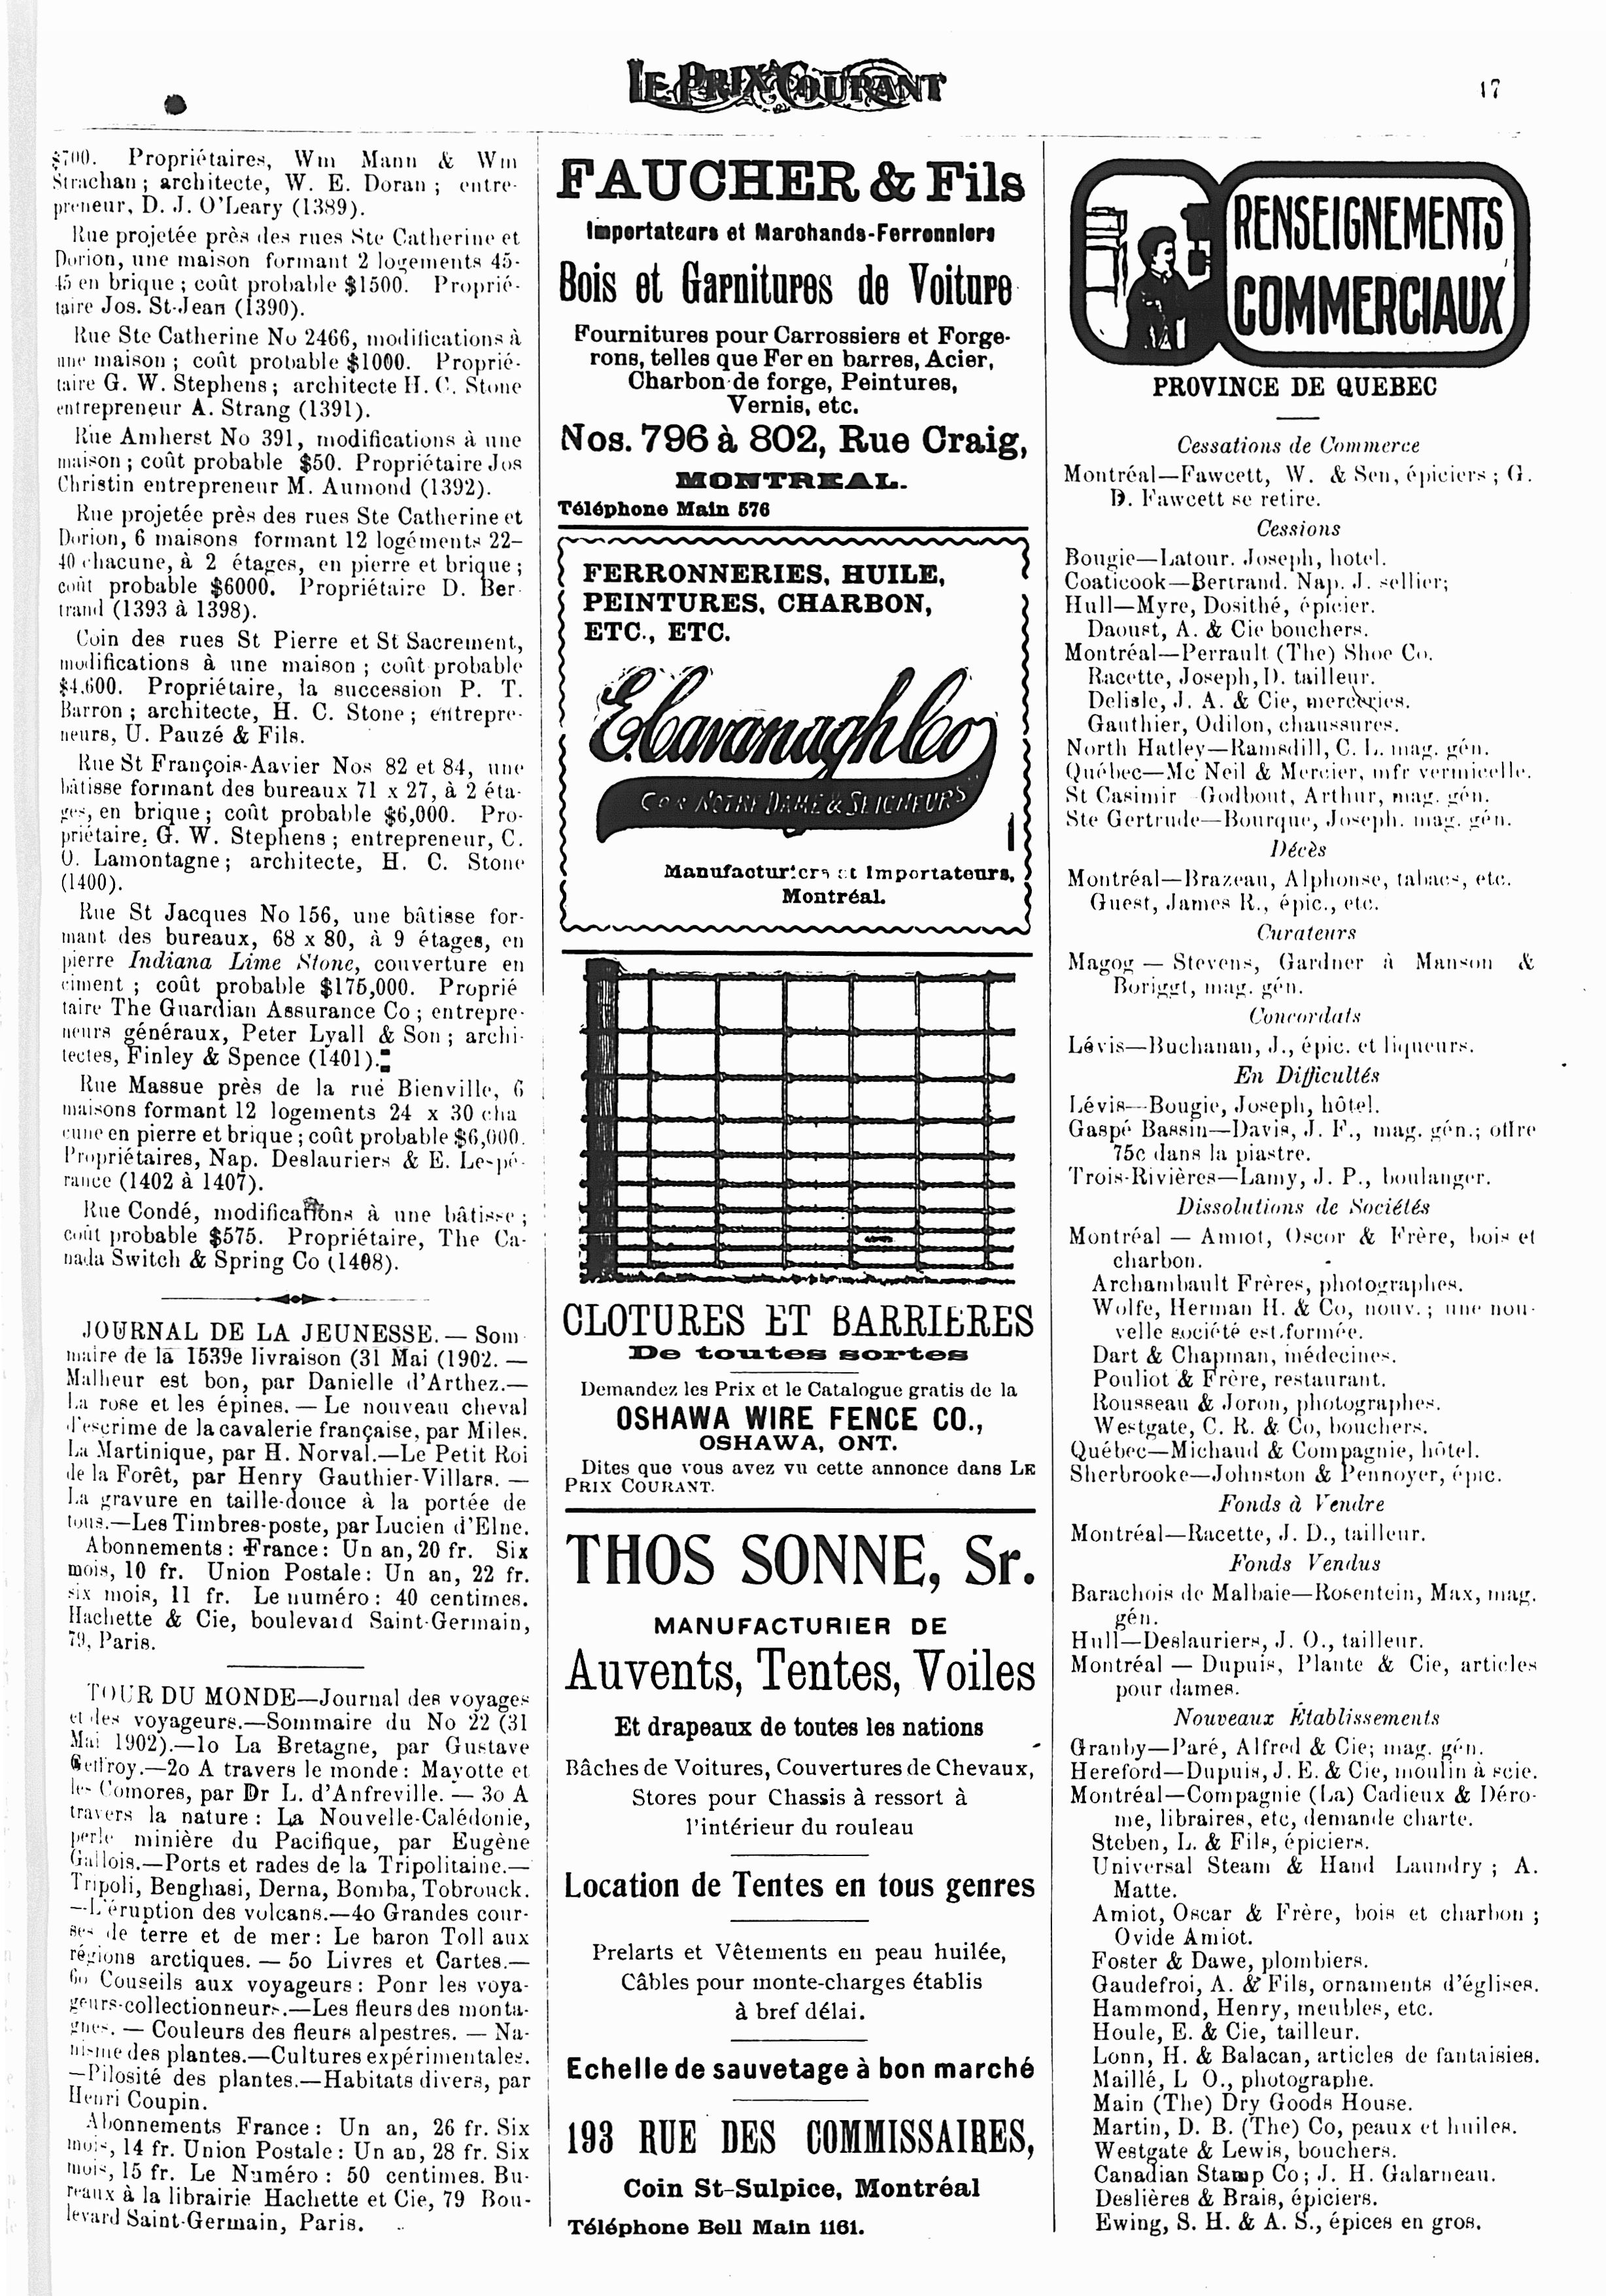 LE PRIX COURANT
17
$700. Propriétaires, Wm Mann & Wm
Strachan ; architecte, W. E. Doran ; entre-
preneur, D. J. O'Leary (1389).
Rue projetée près des rues Ste Catherine et
Dorion, une maison formant 2 logements 45-
45 en brique ; coût probable $1500. Proprié-
taire Jos. St-Jean (1390).
Rue Ste Catherine No 2466, modifications à
une maison ; coût probable $1000. Proprié-
taire G. W. Stephens ; architecte H. C. Stone
entrepreneur A. Strang (1391).
Rue Amherst No 391, modifications à une
maison ; coût probable $50. Propriétaire Jos
Christin entrepreneur M. Aumond (1392).
Rue projetée près des rues Ste Catherine et
Dorion, 6 maisons formant 12 logéments 22-
40 chacune, à 2 étages, en pierre et brique ;
coût probable $6000. Propriétaire D. Ber-
trand (1393 à 1398).
Coin des rues St Pierre et St Sacrement,
modifications à une maison ; coût probable
$4,600. Propriétaire, la succession P. T.
Barron ; architecte, H. C. Stone ; entrepre-
neurs, U. Pauzé & Fils.
Rue St François-Aavier Nos 82 et 84, une
bâtisse formant des bureaux 71 x 27, à 2 éta-
ges, en brique ; coût probable $6,000. Pro-
priétaire, G. W. Stephens ; entrepreneur, C.
O. Lamontagne ; architecte, H. C. Stone
(1400).
Rue St Jacques No 156, une bâtisse for-
mant des bureaux, 68 x 80, à 9 étages, en
pierre Indiana Lime Stone, couverture en
ciment ; coût probable $175,000. Proprié
taire The Guardian Assurance Co ; entrepre-
neurs généraux, Peter Lyall & Son ; archi-
tectes, Finley & Spence (1401).
Rue Massue près de la rue Bienville, 6
maisons formant 12 logements 24 x 30 cha
cune en pierre et brique ; coût probable $6,000.
Propriétaires, Nap. Deslauriers & E. Lespé-
rance (1402 à 1407).
Rue Condé, modifications à une bâtisse ;
coût probable $575. Propriétaire, The Ca-
nada Switch & Spring Co (1408).
JOURNAL DE LA JEUNESSE. — Som-
maire de la 1539e livraison (31 Mai (1902. —
Malheur est bon, par Danielle d'Arthez.—
La rose et les épines. — Le nouveau cheval
d'escrime de la cavalerie française, par Miles.
La Martinique, par H. Norval.—Le Petit Roi
de la Forêt, par Henry Gauthier-Villars. —
La gravure en taille-douce à la portée de
tous.—Les Timbres-poste, par Lucien d'Elne.
Abonnements : France : Un an, 20 fr. Six
mois, 10 fr. Union Postale : Un an, 22 fr.
six mois, 11 fr. Le numéro : 40 centimes.
Hachette & Cie, boulevard Saint-Germain,
79, Paris.
TOUR DU MONDE—Journal des voyages
et des voyageurs.—Sommaire du No 22 (31
Mai 1902).—1o La Bretagne, par Gustave
Geffroy.—2o A travers le monde : Mayotte et
les Comores, par Dr L. d'Anfreville. — 3o A
travers la nature : La Nouvelle-Calédonie,
perle minière du Pacifique, par Eugène
Gallois.—Ports et rades de la Tripolitaine.—
Tripoli, Benghasi, Derna, Bomba, Tobrouck.
—L'éruption des volcans.—4o Grandes cour-
ses de terre et de mer : Le baron Toll aux
régions arctiques. — 5o Livres et Cartes.—
6o Couseils aux voyageurs : Ponr les voya-
geurs-collectionneurs.—Les fleurs des monta-
gnes. — Couleurs des fleurs alpestres. — Na-
nisme des plantes.—Cultures expérimentales.
—Pilosité des plantes.—Habitats divers, par
Henri Coupin.
Abonnements France : Un an, 26 fr. Six
mois, 14 fr. Union Postale : Un an, 28 fr. Six
mois, 15 fr. Le Numéro : 50 centimes. Bu-
reaux à la librairie Hachette et Cie, 79 Bou-
levard Saint-Germain, Paris.
FAUCHER & Fils
Importateurs et Marchands-Ferronniers
Bois et Garnitures de Voiture
Fournitures pour Carrossiers et Forge-
rons, telles que Fer en barres, Acier,
Charbon de forge, Peintures,
Vernis, etc.
Nos. 796 à 802, Rue Craig,
MONTREAL.
Téléphone Main 576
FERRONNERIES, HUILE,
PEINTURES, CHARBON,
ETC., ETC.
E. Cavanagh Co
COR NOTRE DAME & SEIGNEURS
Manufacturiers et Importateurs,
Montréal.
CLOTURES ET BARRIERES
De toutes sortes
Demandez les Prix et le Catalogue gratis de la
OSHAWA WIRE FENCE CO.,
OSHAWA, ONT.
Dites que vous avez vu cette annonce dans LE
PRIX COURANT.
THOS SONNE, Sr.
MANUFACTURIER DE
Auvents, Tentes, Voiles
Et drapeaux de toutes les nations
Bâches de Voitures, Couvertures de Chevaux,
Stores pour Chassis à ressort à
l'intérieur du rouleau
Location de Tentes en tous genres
Prelarts et Vêtements en peau huilée,
Câbles pour monte-charges établis
à bref délai.
Echelle de sauvetage à bon marché
193 RUE DES COMMISSAIRES,
Coin St-Sulpice, Montréal
Téléphone Bell Main 1161.
RENSEIGNEMENTS
COMMERCIAUX
PROVINCE DE QUEBEC
Cessations de Commerce
Montréal—Fawcett, W. & Sen, épiciers ; G.
D. Fawcett se retire.
Cessions
Bougie—Latour. Joseph, hotel.
Coaticook—Bertrand. Nap. J. sellier;
Hull—Myre, Dosithé, épicier.
Daoust, A. & Cie bouchers.
Montréal—Perrault (The) Shoe Co.
Racette, Joseph, D. tailleur.
Delisle, J. A. & Cie, merceries.
Gauthier, Odilon, chaussures.
North Hatley—Ramsdill, C. L. mag. gén.
Québec—Mc Neil & Mercier, mfr vermicelle.
St Casimir—Godbout, Arthur, mag. gén.
Ste Gertrude—Bourque, Joseph. mag. gén.
Décès
Montréal—Brazeau, Alphonse, tabacs, etc.
Guest, James R., épic., etc.
Curateurs
Magog — Stevens, Gardner à Manson &
Boriggt, mag. gén.
Concordats
Lévis—Buchanan, J., épic. et liqueurs.
En Difficultés
Lévis—Bougie, Joseph, hôtel.
Gaspé Bassin—Davis, J. F., mag. gén.; offre
75c dans la piastre.
Trois-Rivières—Lamy, J. P., boulanger.
Dissolutions de Sociétés
Montréal — Amiot, Oscor & Frère, bois et
charbon.
Archambault Frères, photographes.
Wolfe, Herman H. & Co, nouv. ; une nou-
velle société est formée.
Dart & Chapman, médecines.
Pouliot & Frère, restaurant.
Rousseau & Joron, photographes.
Westgate, C. R. & Co, bouchers.
Québec—Michaud & Compagnie, hôtel.
Sherbrooke—Johnston & Pennoyer, épic.
Fonds à Vendre
Montréal—Racette, J. D., tailleur.
Fonds Vendus
Barachois de Malbaie—Rosentein, Max, mag.
gén.
Hull—Deslauriers, J. O., tailleur.
Montréal — Dupuis, Plante & Cie, articles
pour dames.
Nouveaux Établissements
Granby—Paré, Alfred & Cie; mag. gén.
Hereford—Dupuis, J. E. & Cie, moulin à scie.
Montréal—Compagnie (La) Cadieux & Déro-
me, libraires, etc, demande charte.
Steben, L. & Fils, épiciers.
Universal Steam & Hand Laundry ; A.
Matte.
Amiot, Oscar & Frère, bois et charbon ;
Ovide Amiot.
Foster & Dawe, plombiers.
Gaudefroi, A. & Fils, ornaments d'églises.
Hammond, Henry, meubles, etc.
Houle, E. & Cie, tailleur.
Lonn, H. & Balacan, articles de fantaisies.
Maillé, L O., photographe.
Main (The) Dry Goods House.
Martin, D. B. (The) Co, peaux et huiles.
Westgate & Lewis, bouchers.
Canadian Stamp Co ; J. H. Galarneau.
Deslières & Brais, épiciers.
Ewing, S. H. & A. S., épices en gros.